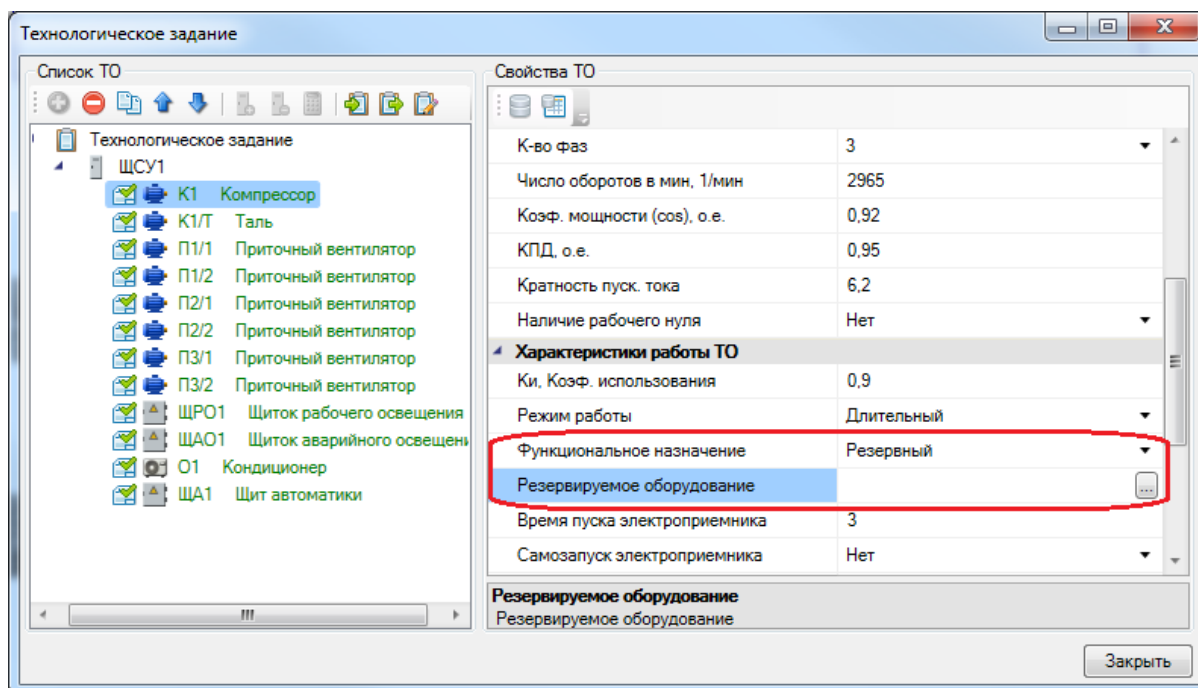 Технологическое задание
Список ТО
Технологическое задание
ЩСУ1
К1 Компрессор
К1/Т Таль
П1/1 Приточный вентилятор
П1/2 Приточный вентилятор
П2/1 Приточный вентилятор
П2/2 Приточный вентилятор
П3/1 Приточный вентилятор
П3/2 Приточный вентилятор
ЩРО1 Щиток рабочего освещения
ЩАО1 Щиток аварийного освещени
О1 Кондиционер
ЩА1 Щит автоматики
Свойства ТО
К-во фаз 3
Число оборотов в мин, 1/мин 2965
Коэф. мощности (cos), о.е. 0,92
КПД, о.е. 0,95
Кратность пуск. тока 6,2
Наличие рабочего нуля Нет
Характеристики работы ТО
Ки, Коэф. использования 0,9
Режим работы Длительный
Функциональное назначение Резервный
Резервируемое оборудование ...
Время пуска электроприемника 3
Самозапуск электроприемника Нет
Резервируемое оборудование
Резервируемое оборудование
Закрыть